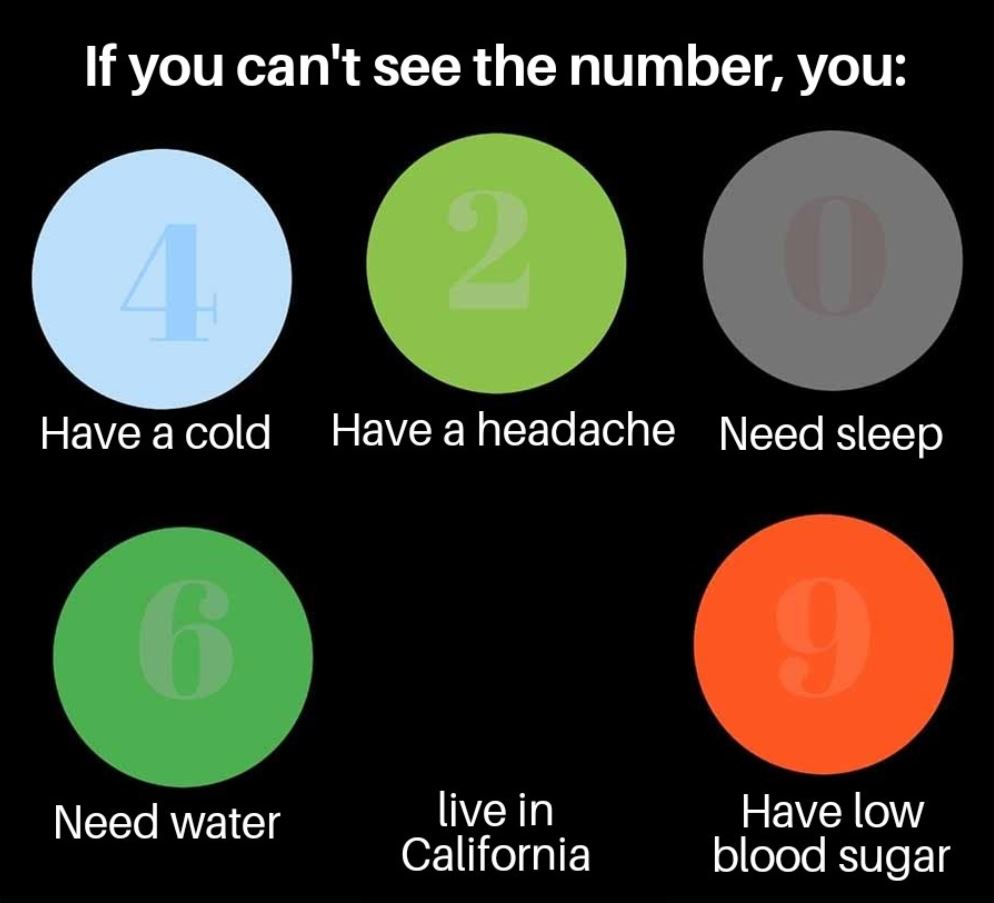 If you can't see the number, you:
4
2
0
Have a cold
Have a headache
Need sleep
6
9
Need water
live in
California
Have low
blood sugar